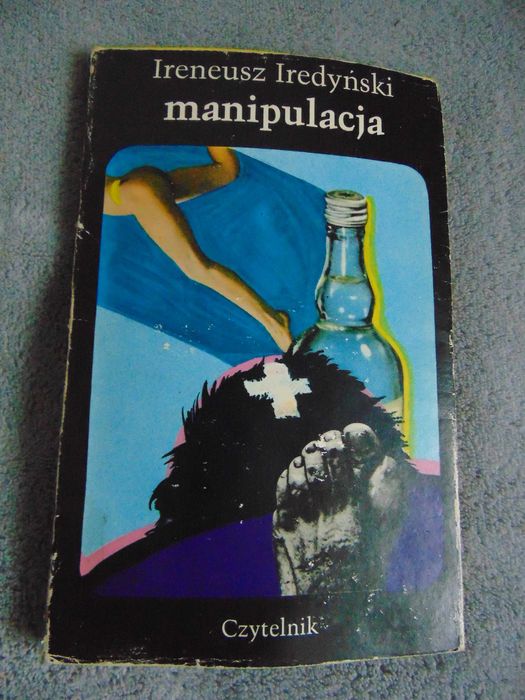 Ireneusz Iredyński
manipulacja
Czytelnik